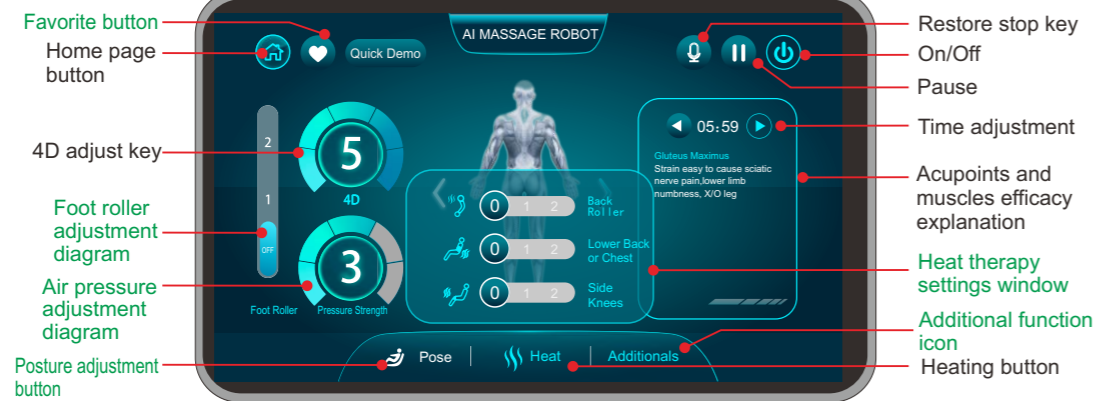 Favorite button
Home page
button
4D adjust key
Foot roller
adjustment
diagram
Air pressure
adjustment
diagram
Posture adjustment
button
AI MASSAGE ROBOT
Quick Demo
2
1
OFF
Foot Roller
5
4D
3
Pressure Strength
0 1 2
Back
Roller
0 1 2
Lower Back
or Chest
0 1 2
Side
Knees
05:59
Gluteus Maximus
Strain easy to cause sciatic
nerve pain,lower limb
numbness, X/O leg
Pose
Heat
Additionals
Restore stop key
On/Off
Pause
Time adjustment
Acupoints and
muscles efficacy
explanation
Heat therapy
settings window
Additional function
icon
Heating button